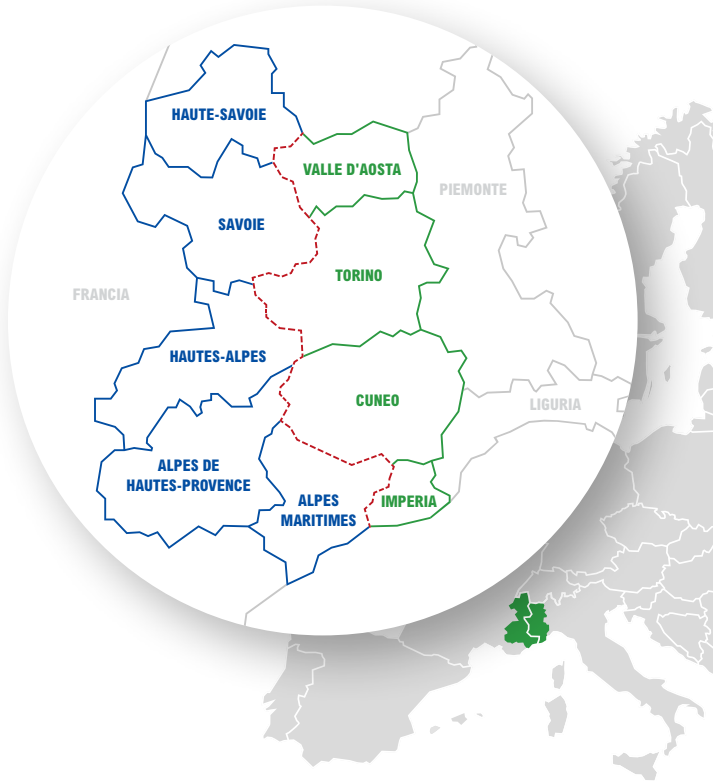 HAUTE-SAVOIE
VALLE D'AOSTA
PIEMONTE
SAVOIE
TORINO
FRANCIA
HAUTES-ALPES
CUNEO
LIGURIA
ALPES DE
HAUTES-PROVENCE
ALPES
MARITIMES
IMPERIA